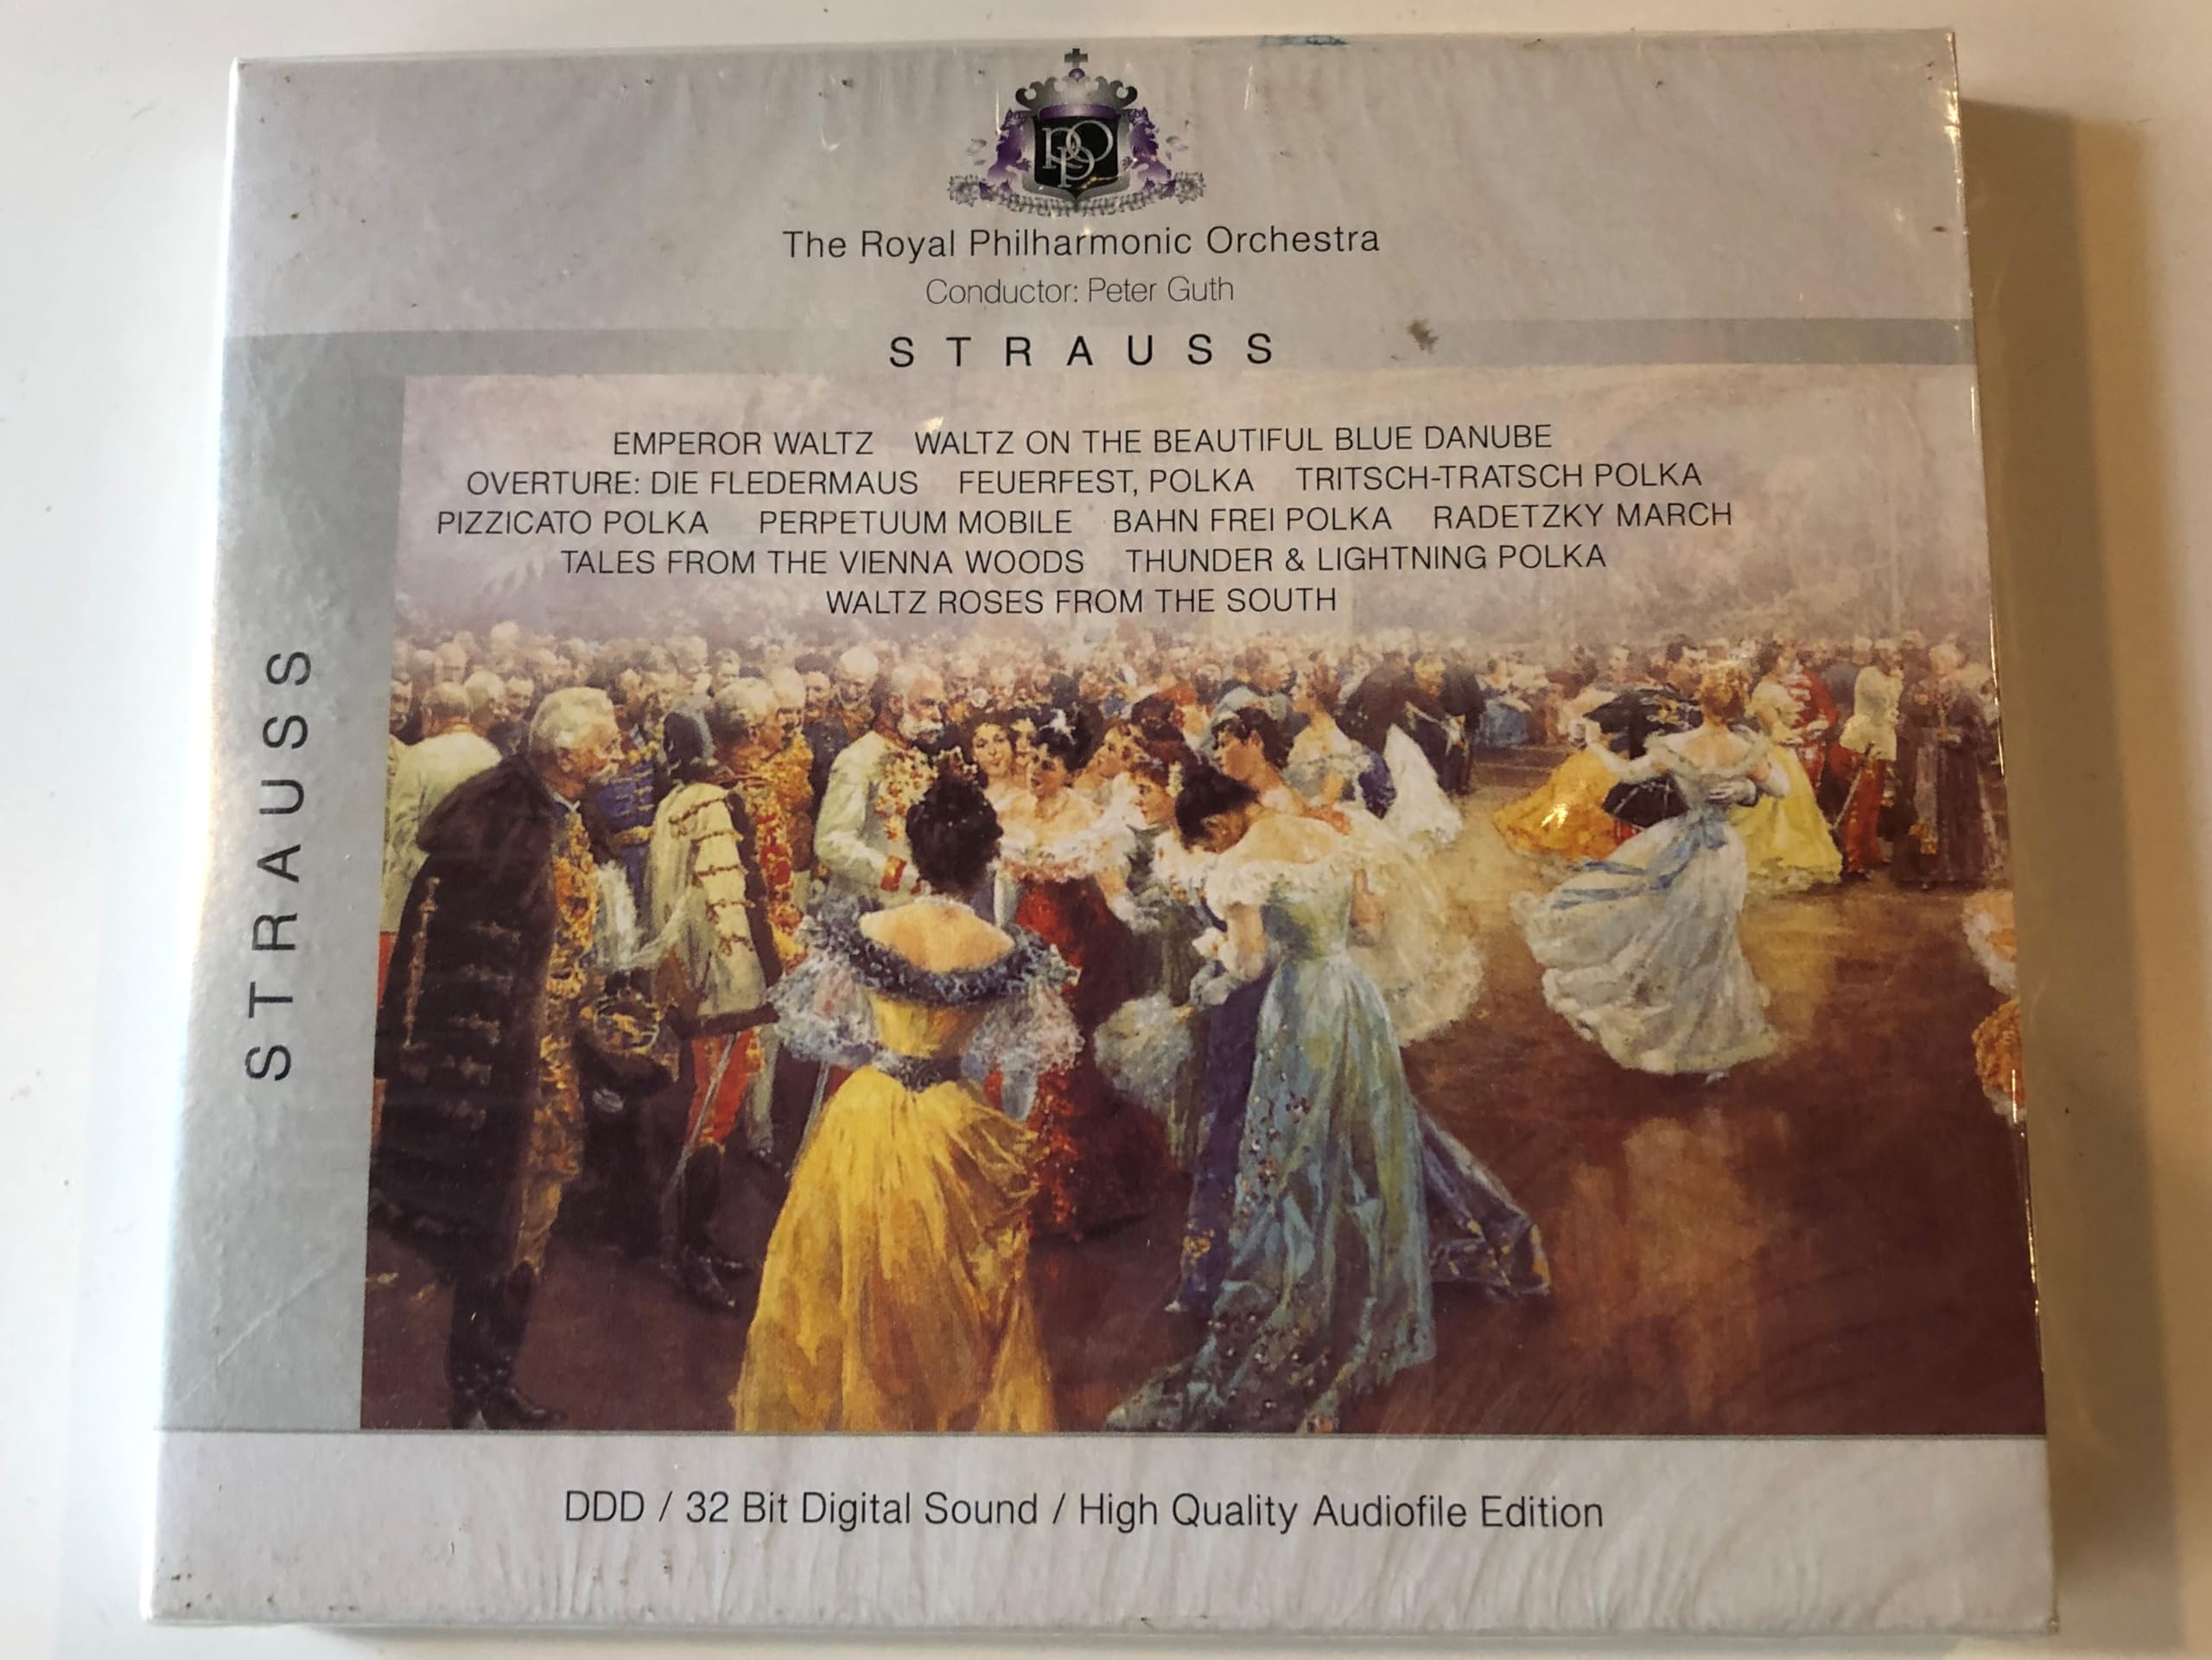 RPO
The Royal Philharmonic Orchestra
Conductor: Peter Guth
STRAUSS
EMPEROR WALTZ WALTZ ON THE BEAUTIFUL BLUE DANUBE
OVERTURE: DIE FLEDERMAUS FEUERFEST, POLKA TRITSCH-TRATSCH POLKA
PIZZICATO POLKA PERPETUUM MOBILE BAHN FREI POLKA RADETZKY MARCH
TALES FROM THE VIENNA WOODS THUNDER & LIGHTNING POLKA
WALTZ ROSES FROM THE SOUTH
STRAUSS
DDD / 32 Bit Digital Sound / High Quality Audiofile Edition